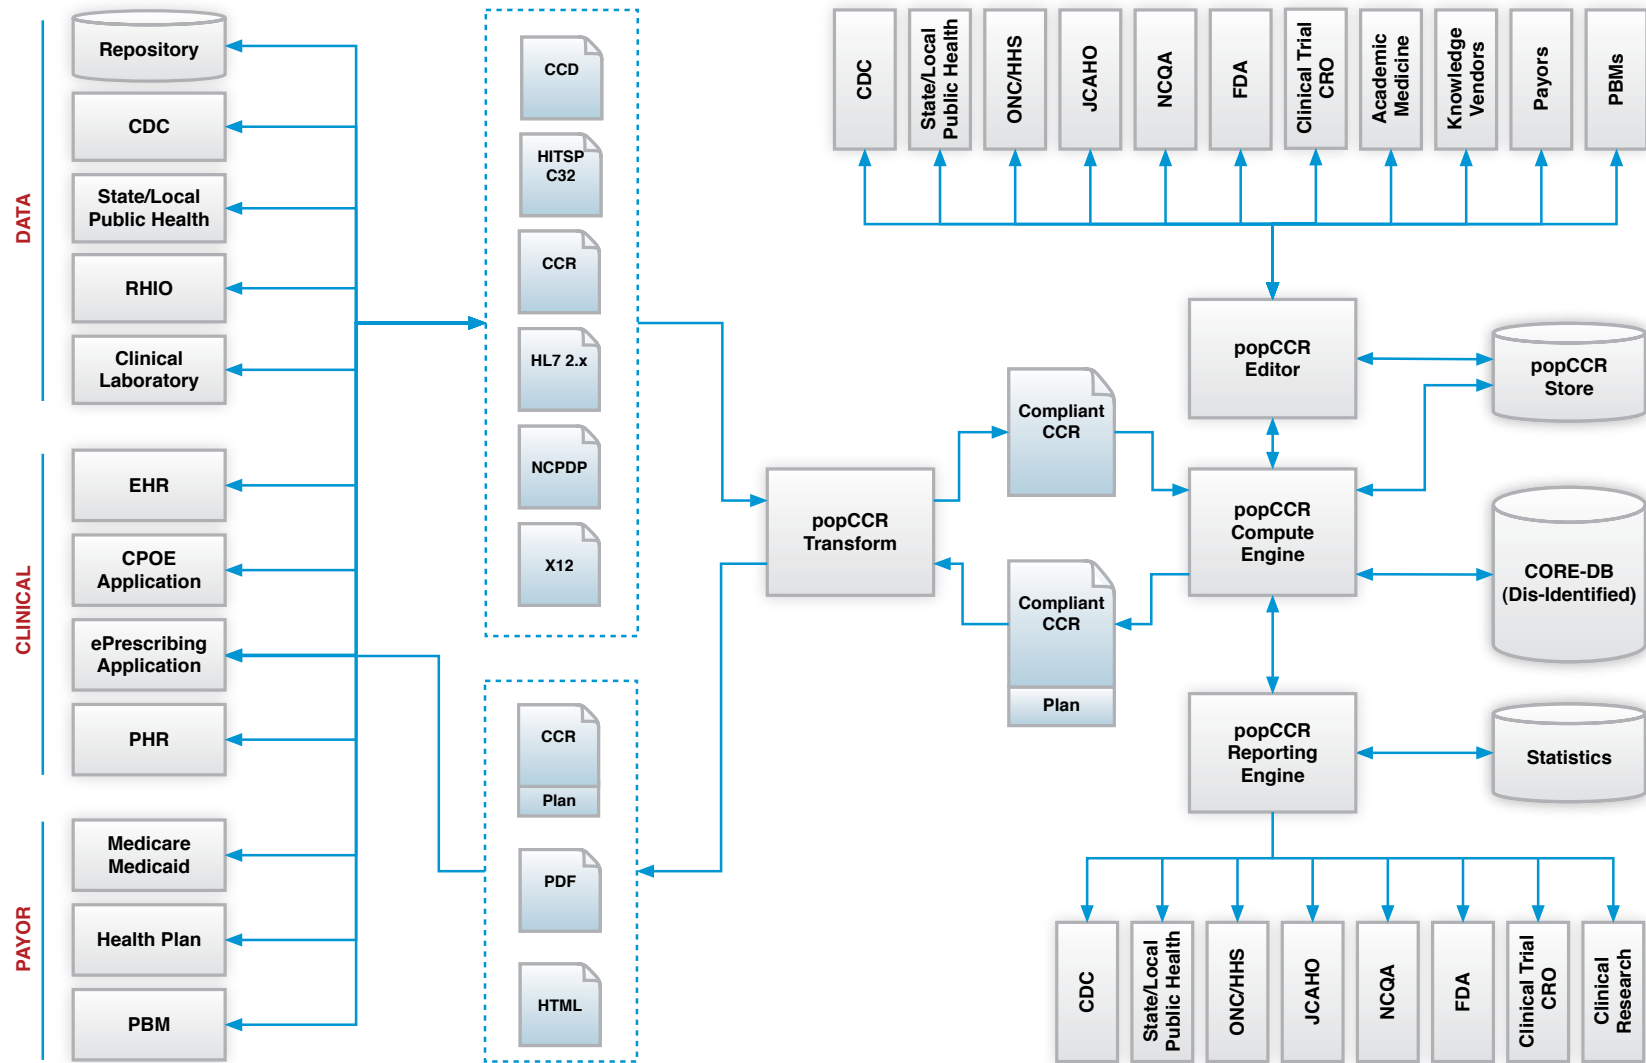 DATA
Repository
CDC
State/Local
Public Health
RHIO
Clinical
Laboratory
CLINICAL
EHR
CPOE
Application
ePrescribing
Application
PHR
PAYOR
Medicare
Medicaid
Health Plan
PBM
CCD
HITSP
C32
CCR
HL7 2.x
NCPDP
X12
CCR
Plan
PDF
HTML
popCCR
Transform
Compliant
CCR
Compliant
CCR
Plan
CDC
State/Local
Public Health
ONC/HHS
JCAHO
NCQA
FDA
Clinical Trial
CRO
Academic
Medicine
Knowledge
Vendors
Payors
PBMs
popCCR
Editor
popCCR
Store
popCCR
Compute
Engine
CORE-DB
(Dis-Identified)
popCCR
Reporting
Engine
Statistics
CDC
State/Local
Public Health
ONC/HHS
JCAHO
NCQA
FDA
Clinical Trial
CRO
Clinical
Research